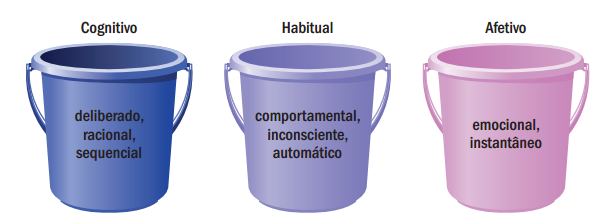 Cognitivo
deliberado,
racional,
sequencial
Habitual
comportamental,
inconsciente,
automático
Afetivo
emocional,
instantâneo